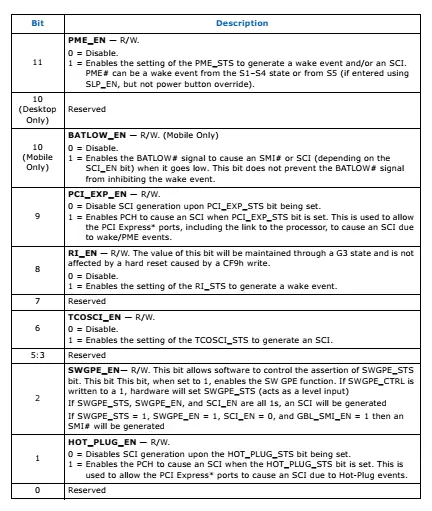 Bit Description
PME_EN — R/W.
0 = Disable.
11 1 = Enables the setting of the PME_STS to generate a wake event and/or an SCI.
PME# can be a wake event from the S1–S4 state or from S5 (if entered using
SLP_EN, but not power button override).
10
(Desktop
Only)
Reserved
BATLOW_EN — R/W. (Mobile Only)
10
(Mobile
Only)
0 = Disable.
1 = Enables the BATLOW# signal to cause an SMI# or SCI (depending on the
SCI_EN bit) when it goes low. This bit does not prevent the BATLOW# signal
from inhibiting the wake event.
PCI_EXP_EN — R/W.
0 = Disable SCI generation upon PCI_EXP_STS bit being set.
9 1 = Enables PCH to cause an SCI when PCI_EXP_STS bit is set. This is used to allow
the PCI Express* ports, including the link to the processor, to cause an SCI due
to wake/PME events.
RI_EN — R/W. The value of this bit will be maintained through a G3 state and is not
affected by a hard reset caused by a CF9h write.
8 0 = Disable.
1 = Enables the setting of the RI_STS to generate a wake event.
7 Reserved
TCOSCI_EN — R/W.
6 0 = Disable.
1 = Enables the setting of the TCOSCI_STS to generate an SCI.
5:3 Reserved
SWGPE_EN— R/W. This bit allows software to control the assertion of SWGPE_STS
bit. This bit This bit, when set to 1, enables the SW GPE function. If SWGPE_CTRL is
written to a 1, hardware will set SWGPE_STS (acts as a level input)
2 If SWGPE_STS, SWGPE_EN, and SCI_EN are all 1s, an SCI will be generated
If SWGPE_STS = 1, SWGPE_EN = 1, SCI_EN = 0, and GBL_SMI_EN = 1 then an
SMI# will be generated
HOT_PLUG_EN — R/W.
0 = Disables SCI generation upon the HOT_PLUG_STS bit being set.
1 1 = Enables the PCH to cause an SCI when the HOT_PLUG_STS bit is set. This is
used to allow the PCI Express* ports to cause an SCI due to Hot-Plug events.
0 Reserved